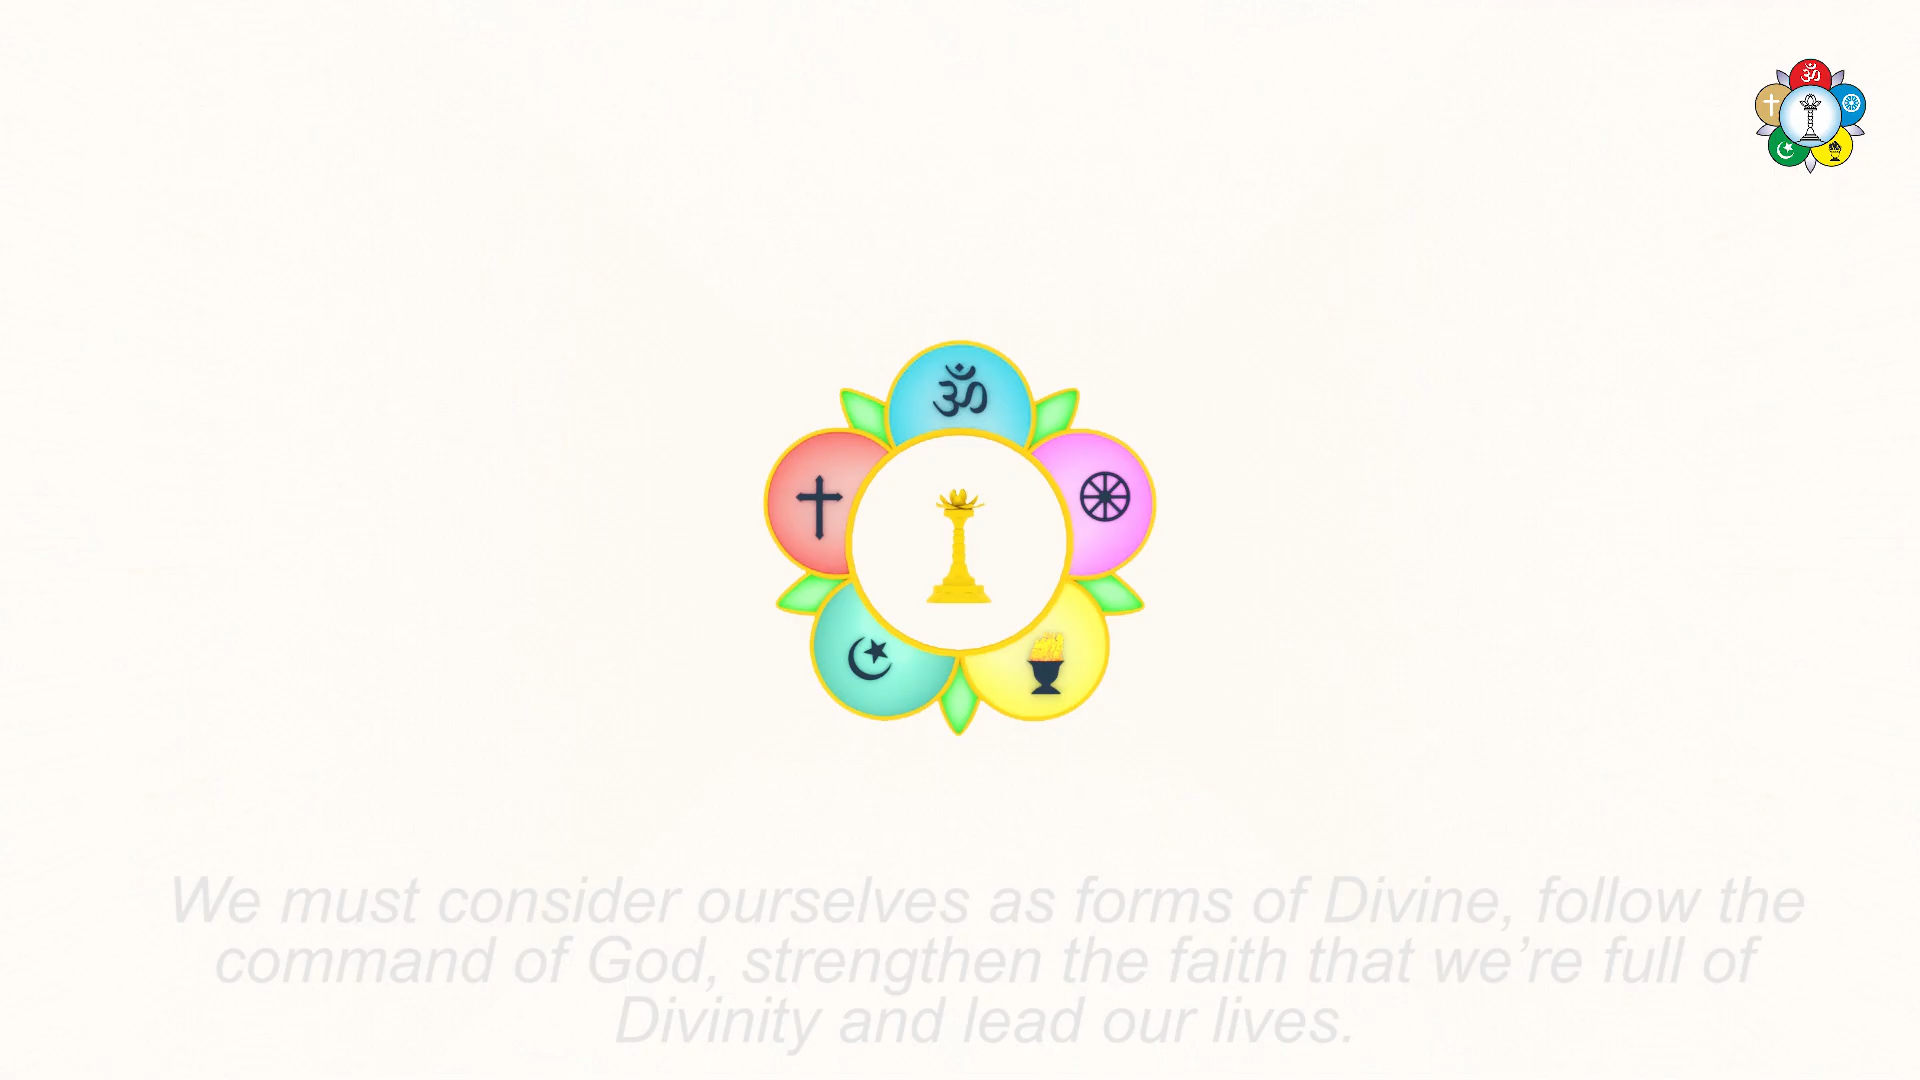 ॐ
ॐ
We must consider ourselves as forms of Divine, follow the
command of God, strengthen the faith that we’re full of
Divinity and lead our lives.